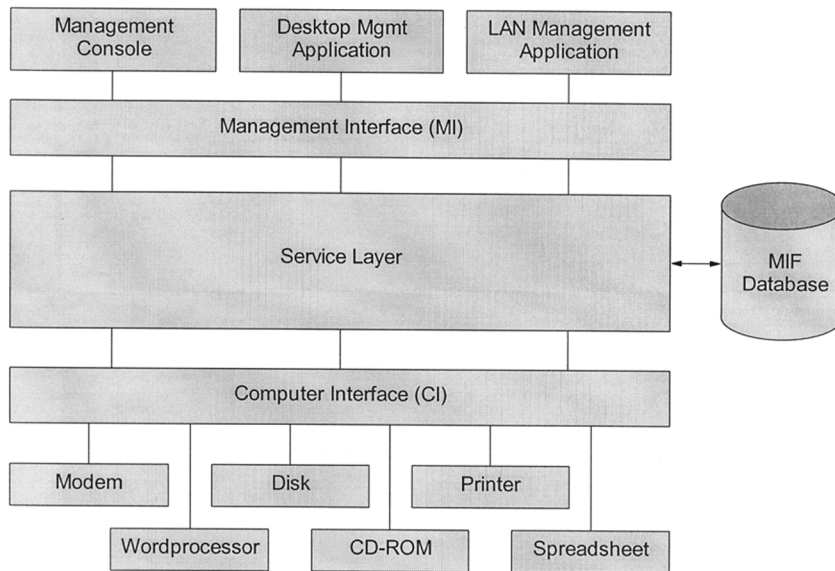 Management
Console
Desktop Mgmt
Application
LAN Management
Application
Management Interface (MI)
Service Layer
MIF
Database
Computer Interface (CI)
Modem
Disk
Printer
Wordprocessor
CD-ROM
Spreadsheet